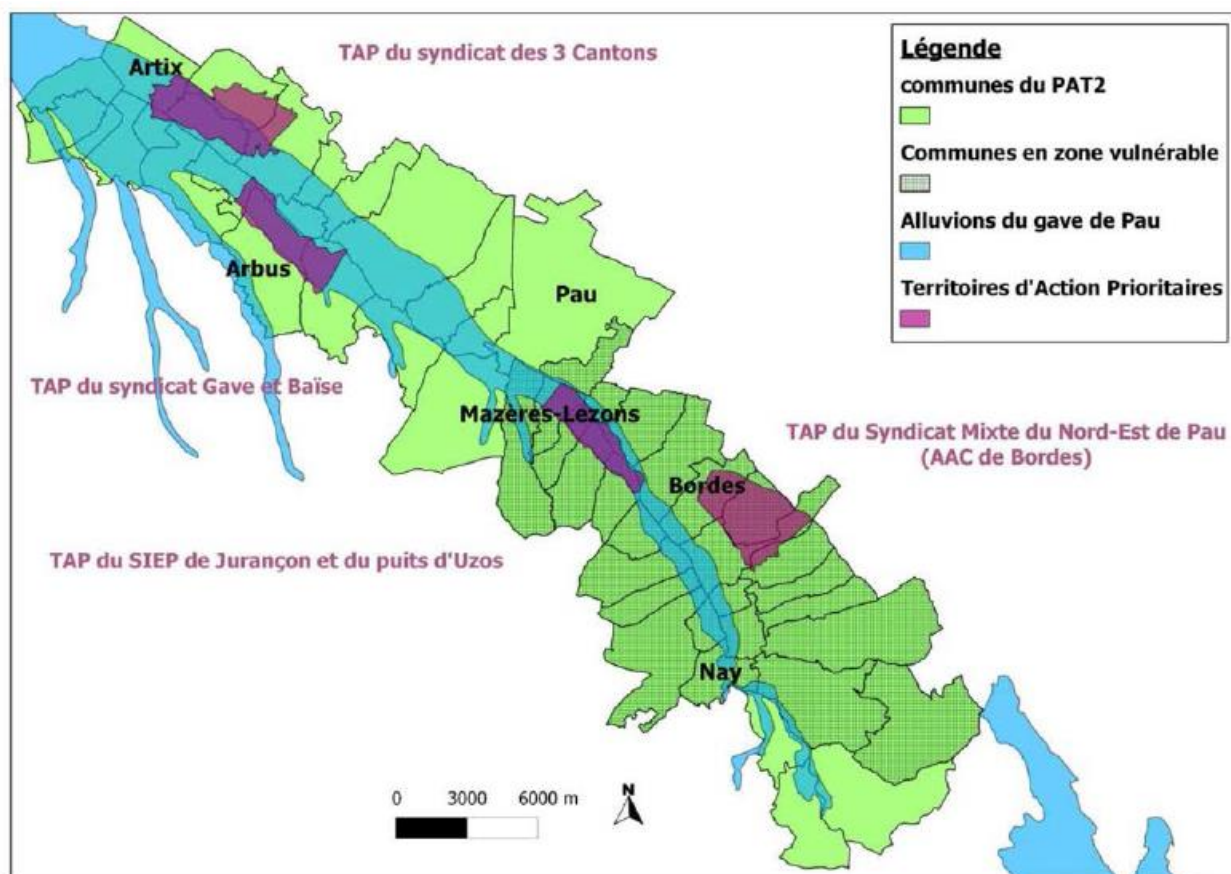 TAP du syndicat des 3 Cantons
Artix
Arbus
Pau
TAP du syndicat Gave et Baïse
Mazères-Lezons
TAP du Syndicat Mixte du Nord-Est de Pau
(AAC de Bordes)
Bordes
TAP du SIEP de Jurançon et du puits d'Uzos
Nay
0 3000 6000 m
N
Légende
communes du PAT2
Communes en zone vulnérable
Alluvions du gave de Pau
Territoires d'Action Prioritaires